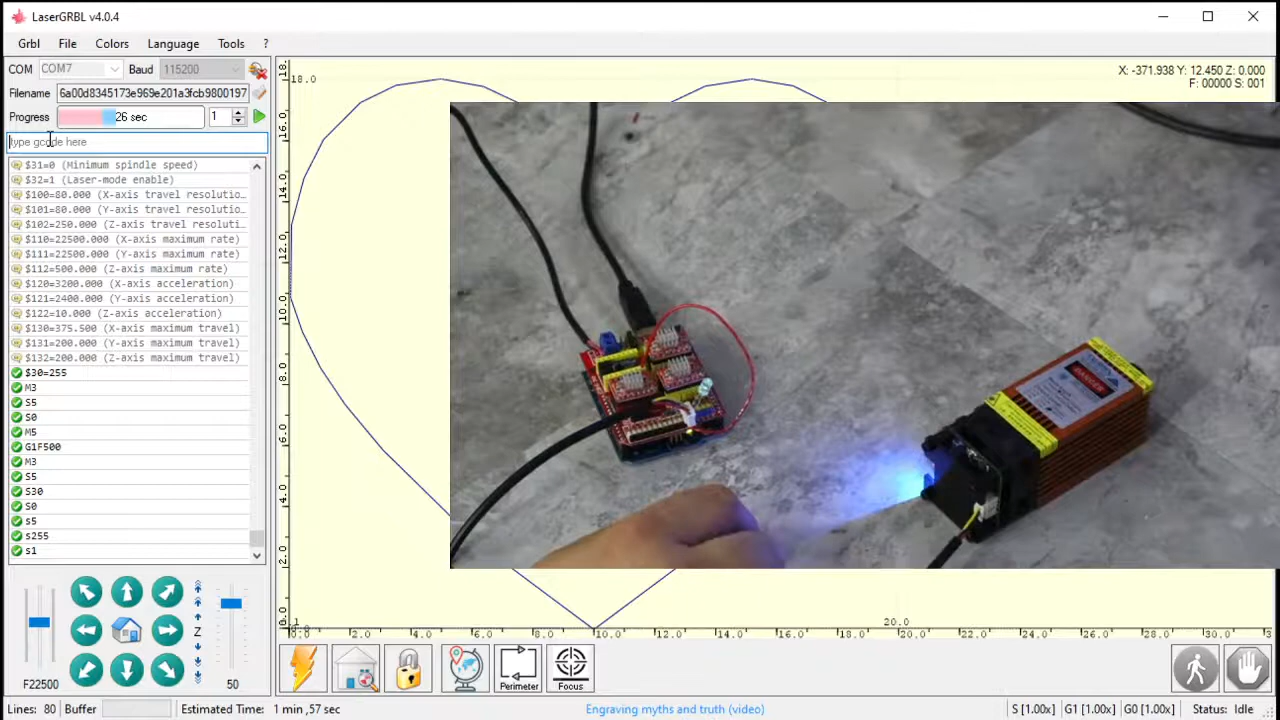 LaserGRBL v4.0.4
Grbl File Colors Language Tools ?
COM COM7 Baud 115200
Filename 6a00d8345173e969e201a3fcb9800197
Progress 26 sec 1
type gcode here
$31=0 (Minimum spindle speed)
$32=1 (Laser-mode enable)
$100=80.000 (X-axis travel resolutio...
$101=80.000 (Y-axis travel resolutio...
$102=250.000 (Z-axis travel resoluti...
$110=22500.000 (X-axis maximum rate)
$111=22500.000 (Y-axis maximum rate)
$112=500.000 (Z-axis maximum rate)
$120=3200.000 (X-axis acceleration)
$121=2400.000 (Y-axis acceleration)
$122=10.000 (Z-axis acceleration)
$130=375.500 (X-axis maximum travel)
$131=200.000 (Y-axis maximum travel)
$132=200.000 (Z-axis maximum travel)
$30=255
M3
S5
S0
M5
G1F500
M3
S5
S30
S0
s5
s255
s1
Z
F22500 50
X: -371.938 Y: 12.450 Z: 0.000
F: 00000 S: 001
18.
18.0
16.0
14.0
12.0
10.0
8.0
6.0
4.0
2.0
0.0
20.0
0.0 2.0 4.0 6.0 8.0 10.0 12.0 14.0 16.0 18.0 20.0 22.0 24.0 26.0 28.0 30.0 3
DANGER
Perimeter Focus
Lines: 80 Buffer Estimated Time: 1 min ,57 sec Engraving myths and truth (video) S [1.00x] G1 [1.00x] G0 [1.00x] Status: Idle